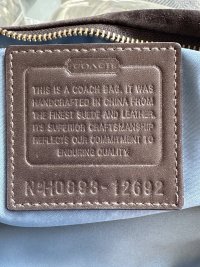 COACH
THIS IS A COACH BAG. IT WAS
HANDCRAFTED IN CHINA FROM
THE FINEST SUEDE AND LEATHER.
ITS SUPERIOR CRAFTSMANSHIP
REFLECTS OUR COMMITMENT TO
ENDURING QUALITY.
Nº H0693-12692